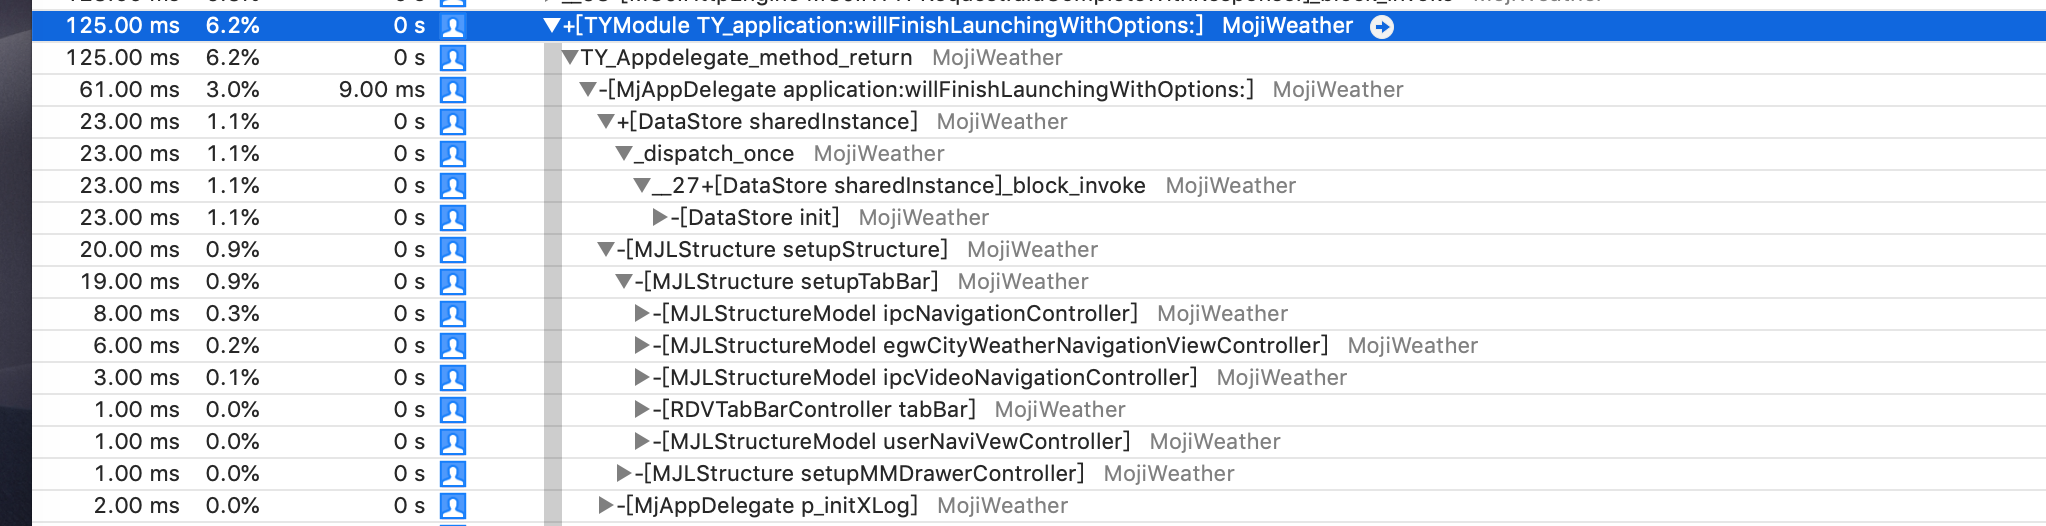 125.00 ms 6.2% 0 s +[TYModule TY_application:willFinishLaunchingWithOptions:] MojiWeather
125.00 ms 6.2% 0 s TY_Appdelegate_method_return MojiWeather
61.00 ms 3.0% 9.00 ms -[MjAppDelegate application:willFinishLaunchingWithOptions:] MojiWeather
23.00 ms 1.1% 0 s +[DataStore sharedInstance] MojiWeather
23.00 ms 1.1% 0 s _dispatch_once MojiWeather
23.00 ms 1.1% 0 s __27+[DataStore sharedInstance]_block_invoke MojiWeather
23.00 ms 1.1% 0 s -[DataStore init] MojiWeather
20.00 ms 0.9% 0 s -[MJLStructure setupStructure] MojiWeather
19.00 ms 0.9% 0 s -[MJLStructure setupTabBar] MojiWeather
8.00 ms 0.3% 0 s -[MJLStructureModel ipcNavigationController] MojiWeather
6.00 ms 0.2% 0 s -[MJLStructureModel egwCityWeatherNavigationViewController] MojiWeather
3.00 ms 0.1% 0 s -[MJLStructureModel ipcVideoNavigationController] MojiWeather
1.00 ms 0.0% 0 s -[RDVTabBarController tabBar] MojiWeather
1.00 ms 0.0% 0 s -[MJLStructureModel userNaviVewController] MojiWeather
1.00 ms 0.0% 0 s -[MJLStructure setupMMDrawerController] MojiWeather
2.00 ms 0.0% 0 s -[MjAppDelegate p_initXLog] MojiWeather